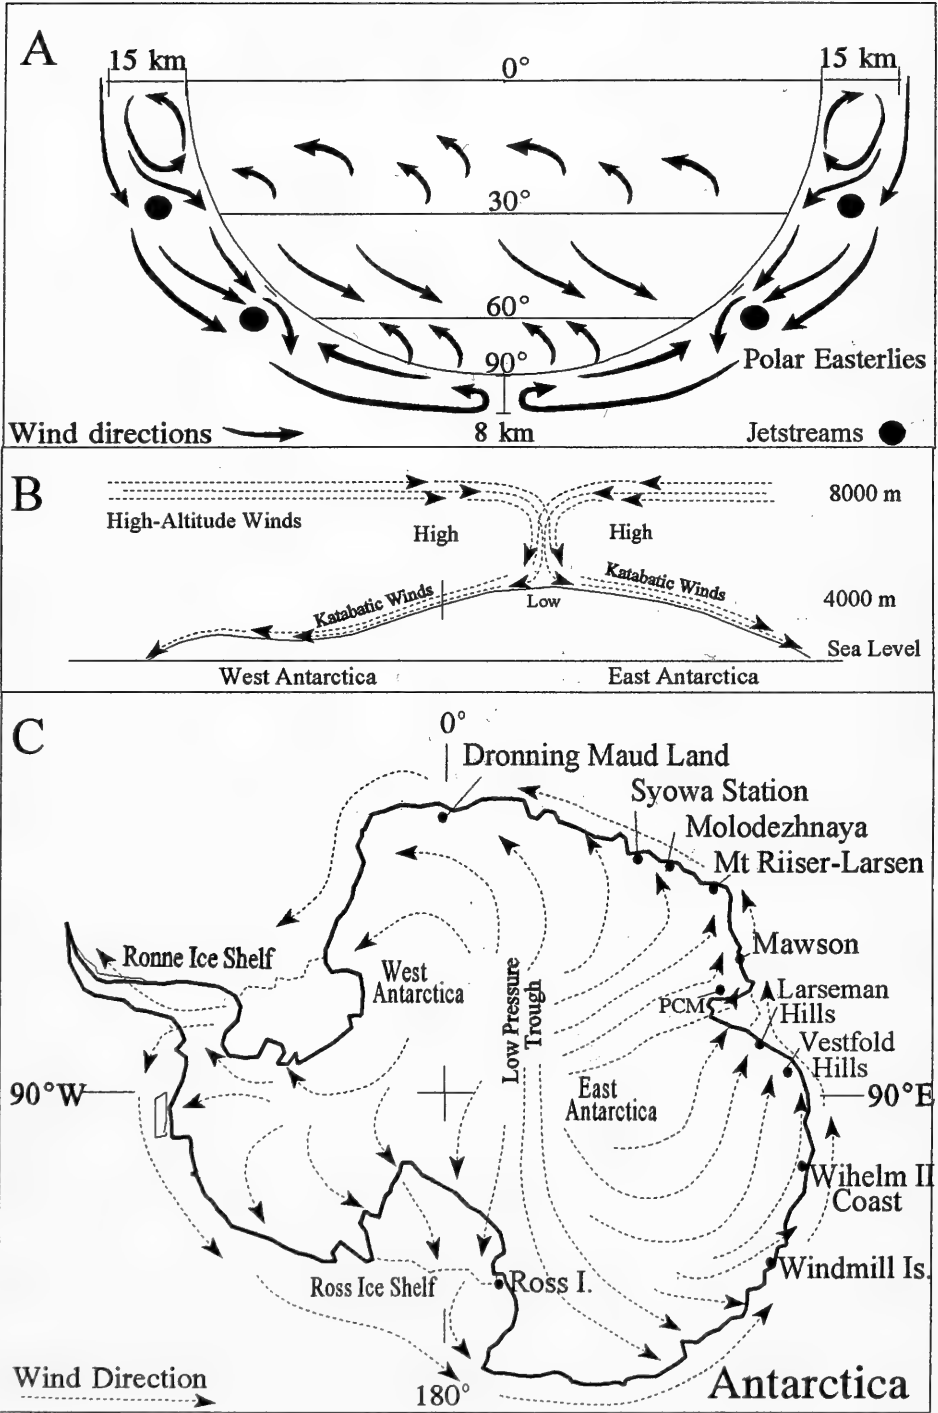 A
15 km
0°
15 km
30°
60°
90°
Polar Easterlies
Wind directions
8 km
Jetstreams
B
8000 m
High-Altitude Winds
High
High
Katabatic Winds
Katabatic Winds
Low
4000 m
Sea Level
West Antarctica
East Antarctica
C
0°
Dronning Maud Land
Syowa Station
Molodezhnaya
Mt Riiser-Larsen
Ronne Ice Shelf
West
Antarctica
Low Pressure
Trough
Mawson
PCM
Larseman
Hills
Vestfold
Hills
90°W
East
Antarctica
90°E
Wihelm II
Coast
Ross Ice Shelf
Ross I.
Windmill Is.
Wind Direction
180°
Antarctica